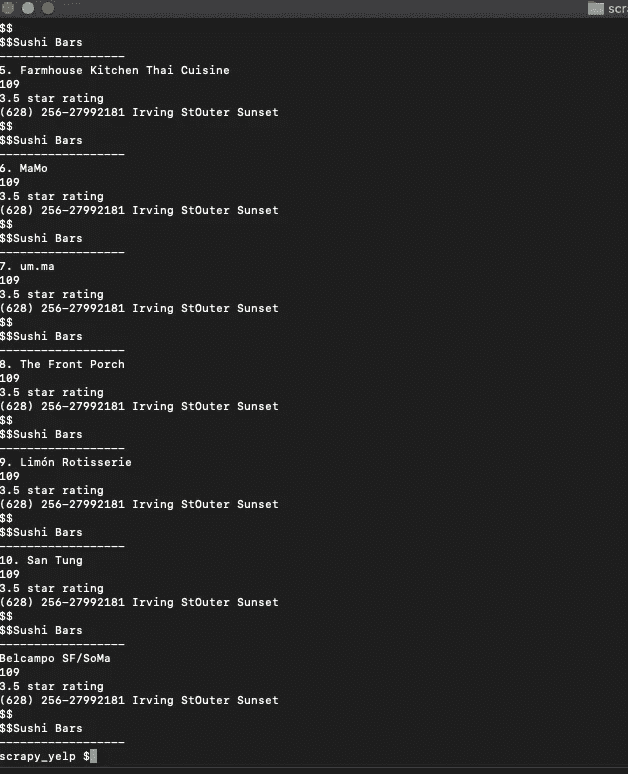 scra
$$
$$Sushi Bars
------------------
5. Farmhouse Kitchen Thai Cuisine
109
3.5 star rating
(628) 256-27992181 Irving StOuter Sunset
$$
$$Sushi Bars
------------------
6. MaMo
109
3.5 star rating
(628) 256-27992181 Irving StOuter Sunset
$$
$$Sushi Bars
------------------
7. um.ma
109
3.5 star rating
(628) 256-27992181 Irving StOuter Sunset
$$
$$Sushi Bars
------------------
8. The Front Porch
109
3.5 star rating
(628) 256-27992181 Irving StOuter Sunset
$$
$$Sushi Bars
------------------
9. Limón Rotisserie
109
3.5 star rating
(628) 256-27992181 Irving StOuter Sunset
$$
$$Sushi Bars
------------------
10. San Tung
109
3.5 star rating
(628) 256-27992181 Irving StOuter Sunset
$$
$$Sushi Bars
------------------
Belcampo SF/SoMa
109
3.5 star rating
(628) 256-27992181 Irving StOuter Sunset
$$
$$Sushi Bars
------------------
scrapy_yelp $